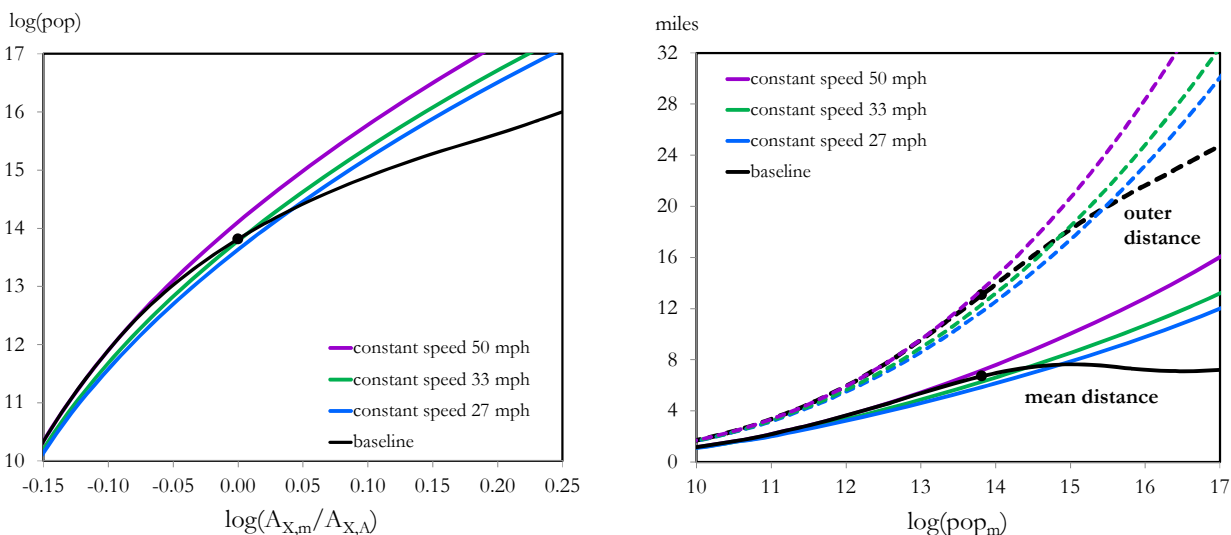 log(pop)
17
16
15
14
13
12
11
10
constant speed 50 mph
constant speed 33 mph
constant speed 27 mph
baseline
-0.15 -0.10 -0.05 0.00 0.05 0.10 0.15 0.20 0.25
log(A_X,m/A_X,A)
miles
32
28
24
20
16
12
8
4
0
constant speed 50 mph
constant speed 33 mph
constant speed 27 mph
baseline
outer
distance
mean distance
10 11 12 13 14 15 16 17
log(pop_m)